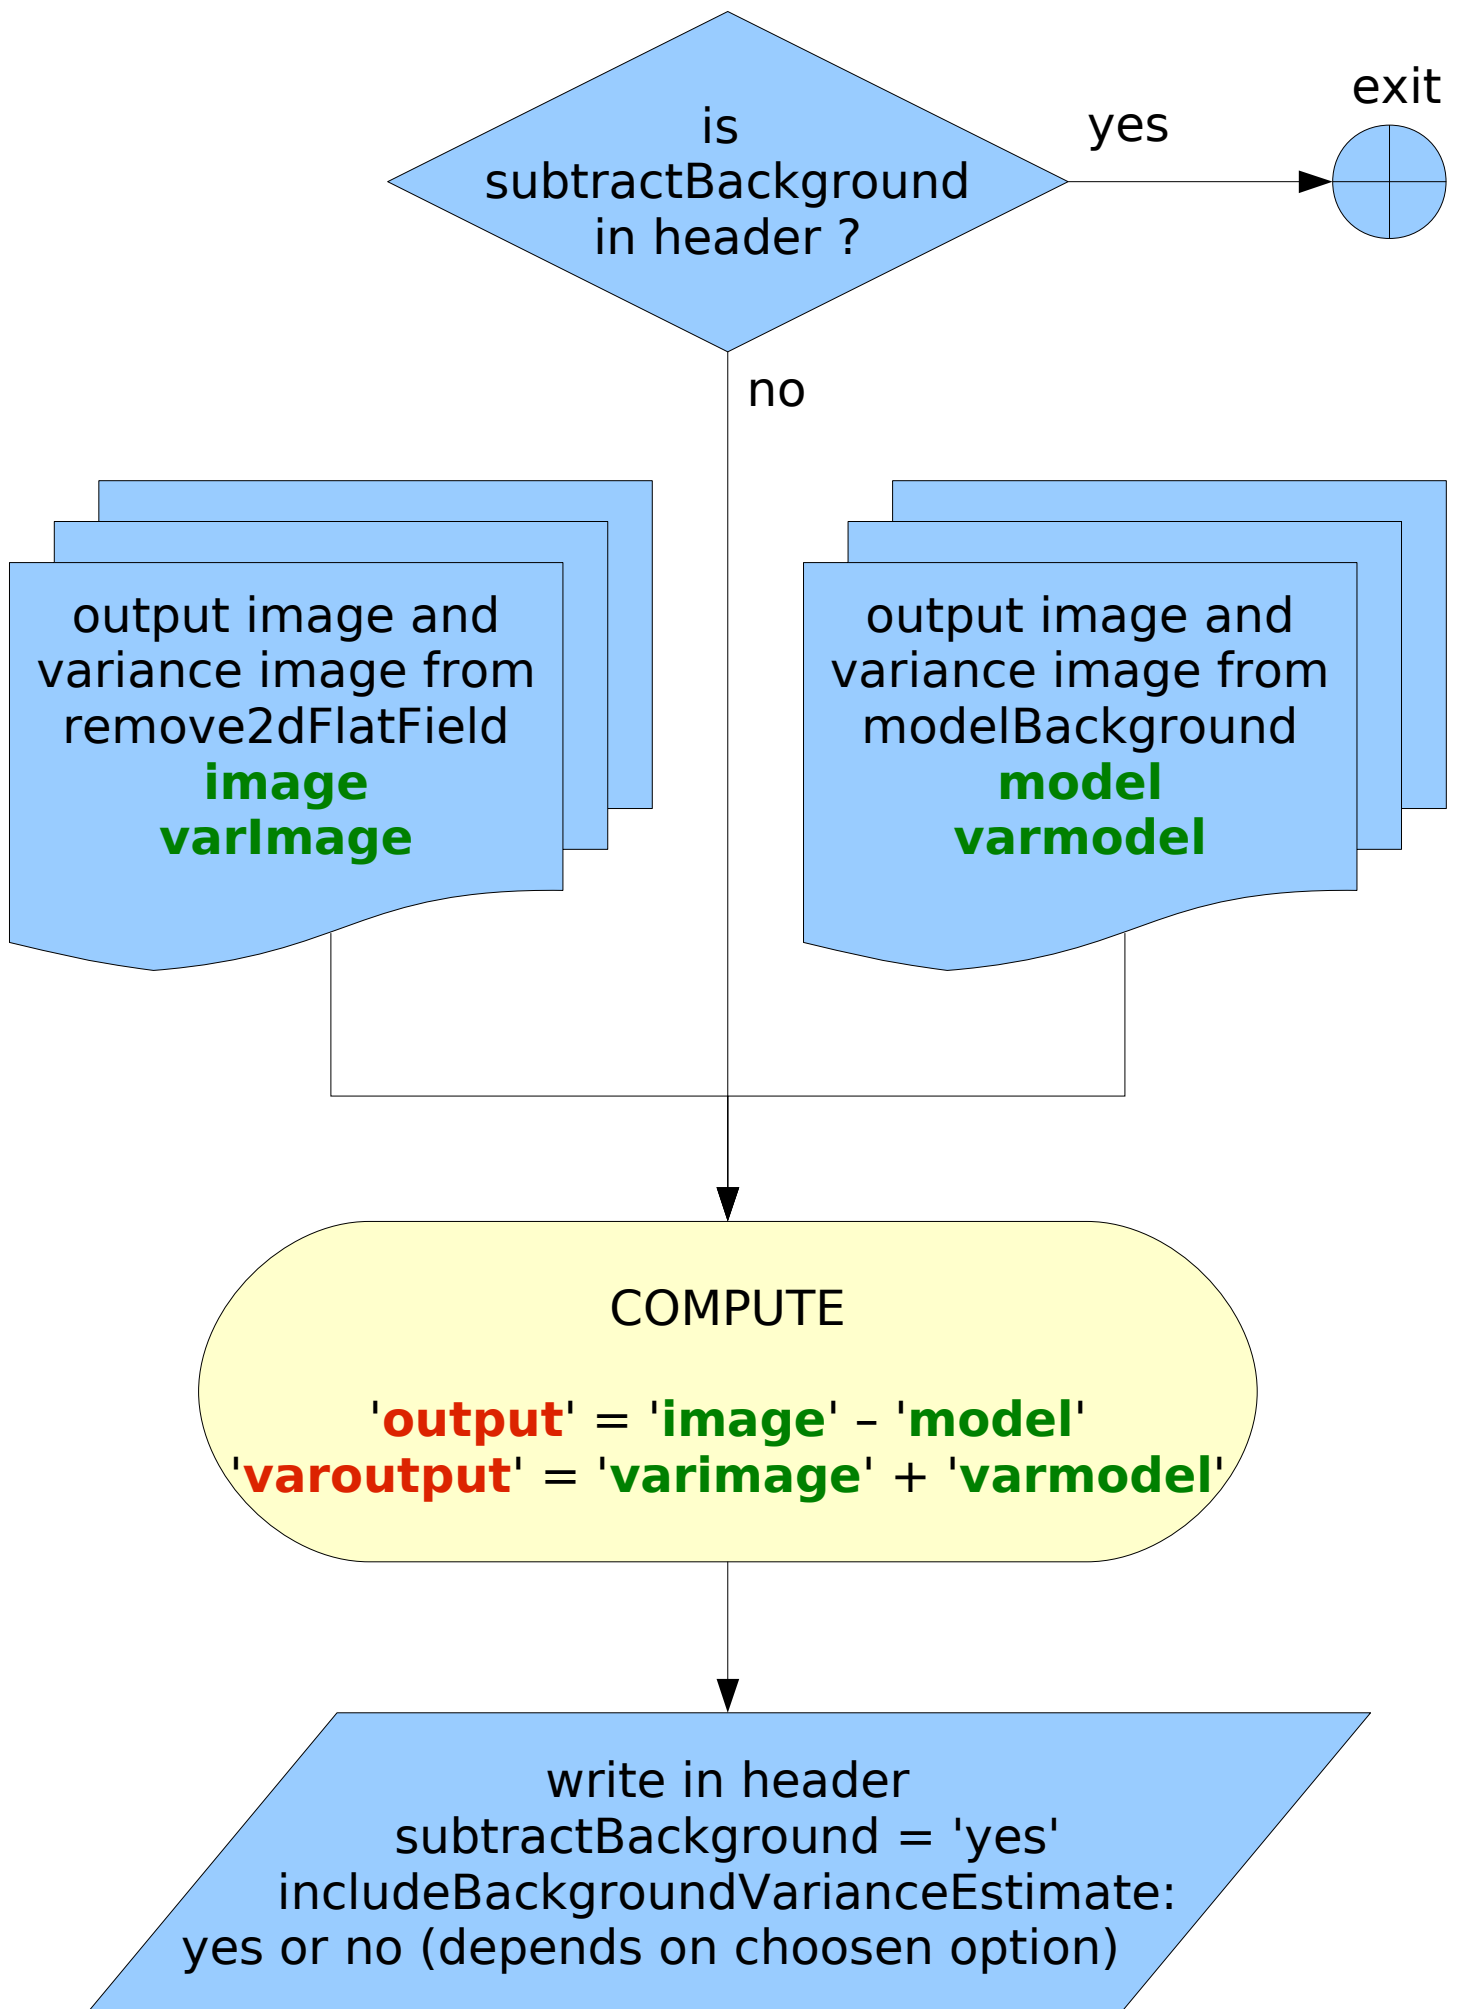 is
subtractBackground
in header ?
yes
exit
no
output image and
variance image from
remove2dFlatField
image
varImage
output image and
variance image from
modelBackground
model
varmodel
COMPUTE
'output' = 'image' – 'model'
'varoutput' = 'varimage' + 'varmodel'
write in header
subtractBackground = 'yes'
includeBackgroundVarianceEstimate:
yes or no (depends on choosen option)